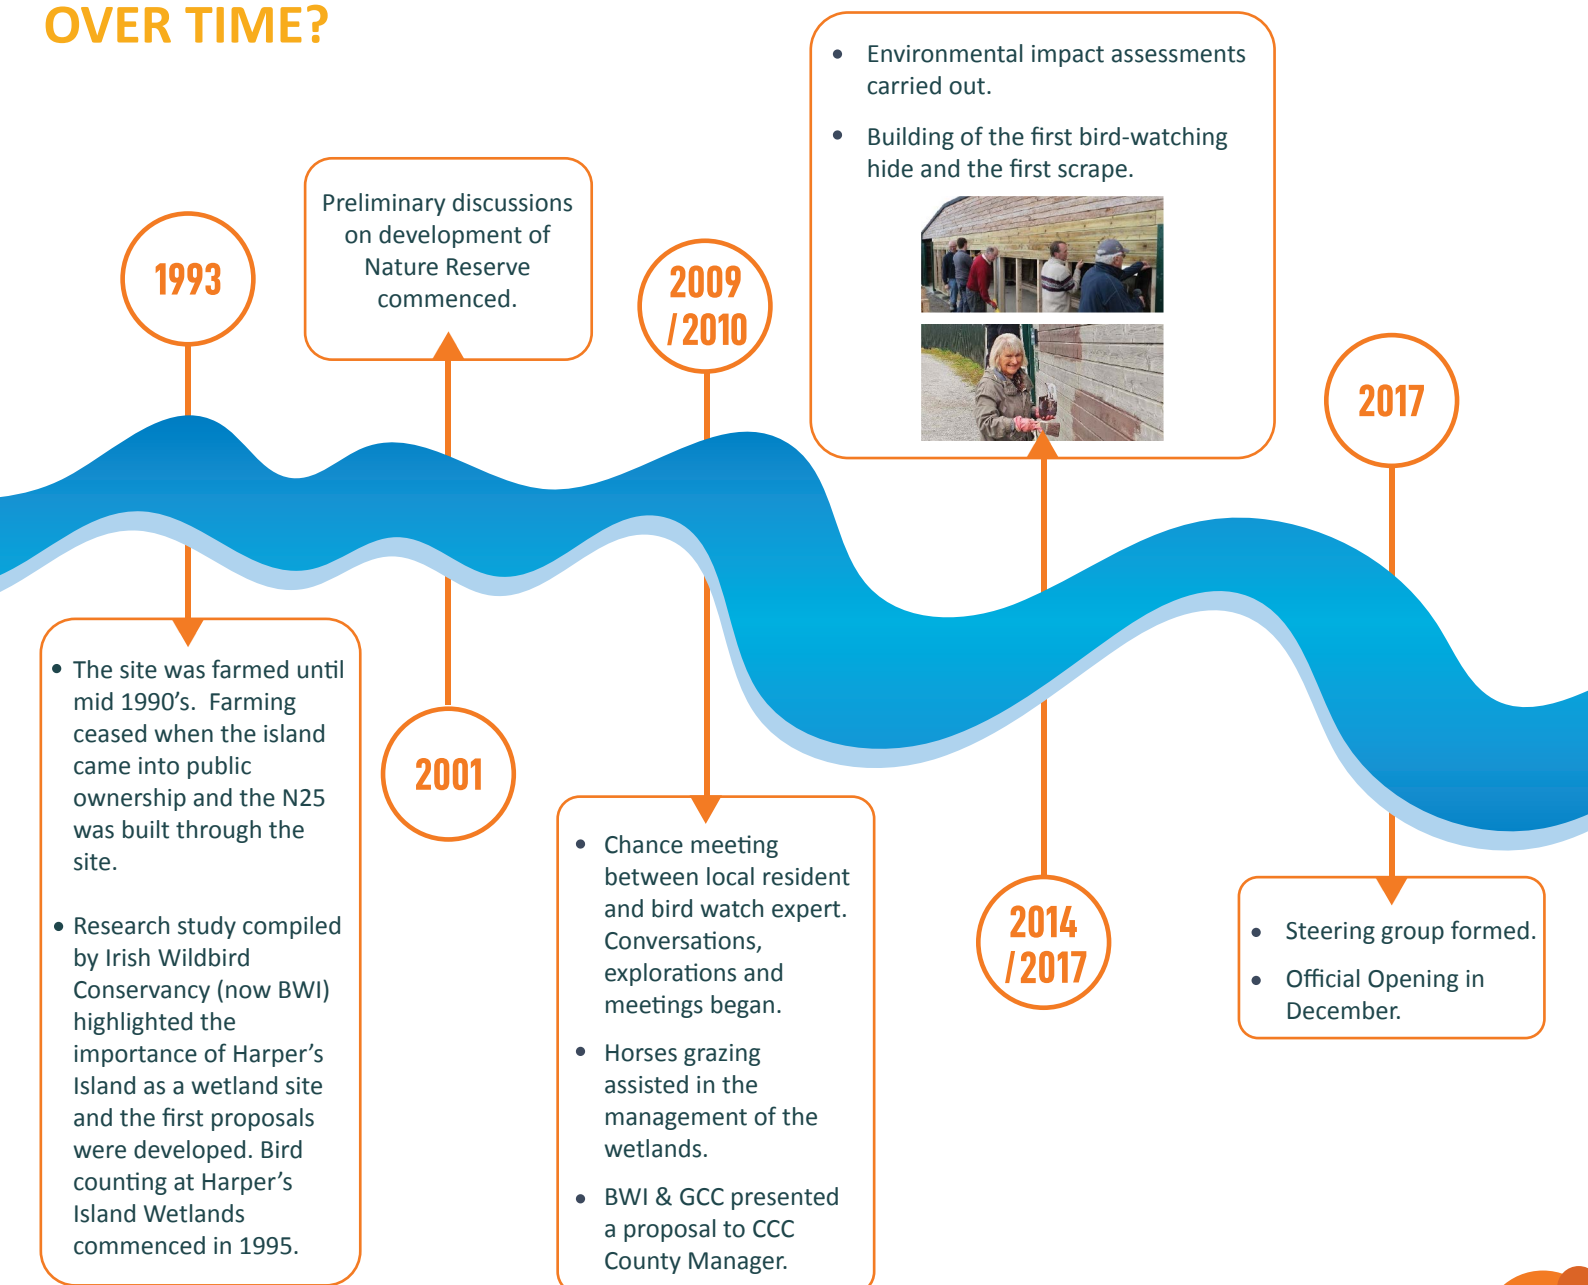 OVER TIME?
1993
The site was farmed until
mid 1990's.  Farming
ceased when the island
came into public
ownership and the N25
was built through the
site.
Research study compiled
by Irish Wildbird
Conservancy (now BWI)
highlighted the
importance of Harper's
Island as a wetland site
and the first proposals
were developed. Bird
counting at Harper's
Island Wetlands
commenced in 1995.
Preliminary discussions
on development of
Nature Reserve
commenced.
2001
2009
/2010
Chance meeting
between local resident
and bird watch expert.
Conversations,
explorations and
meetings began.
Horses grazing
assisted in the
management of the
wetlands.
BWI & GCC presented
a proposal to CCC
County Manager.
Environmental impact assessments
carried out.
Building of the first bird-watching
hide and the first scrape.
2014
/2017
2017
Steering group formed.
Official Opening in
December.